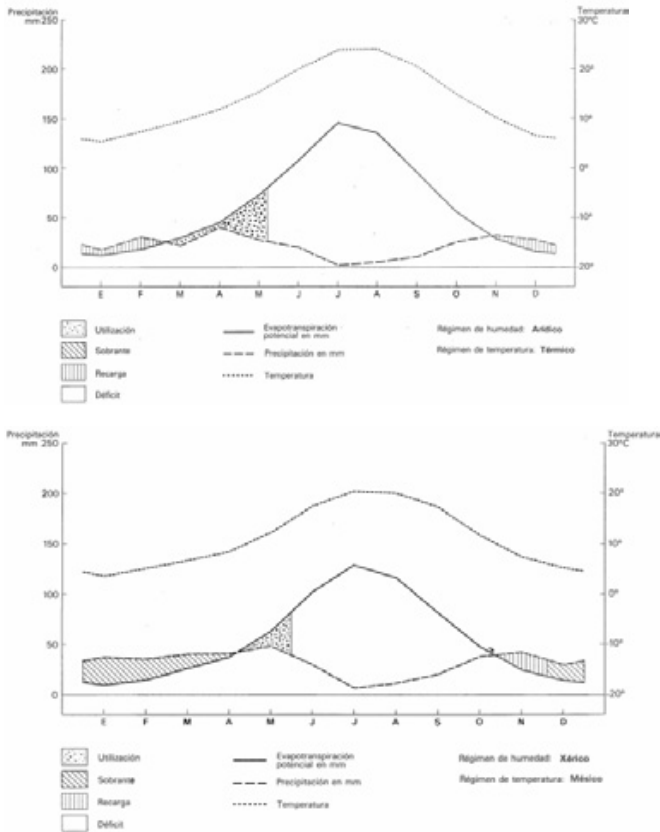 Precipitación
mm 250
200
150
100
50
0
Temperatura
30°C
20°
10°
0°
-10°
-20°
E F M A M J J A S O N D
Utilización
Sobrante
Recarga
Déficit
Evapotranspiración
potencial en mm
Precipitación en mm
Temperatura
Régimen de humedad: Arídico
Régimen de temperatura: Térmico
Precipitación
mm 250
200
150
100
50
0
Temperatura
30°C
20°
10°
0°
-10°
-20°
E F M A M J J A S O N D
Utilización
Sobrante
Recarga
Déficit
Evapotranspiración
potencial en mm
Precipitación en mm
Temperatura
Régimen de humedad: Xérico
Régimen de temperatura: Mésico